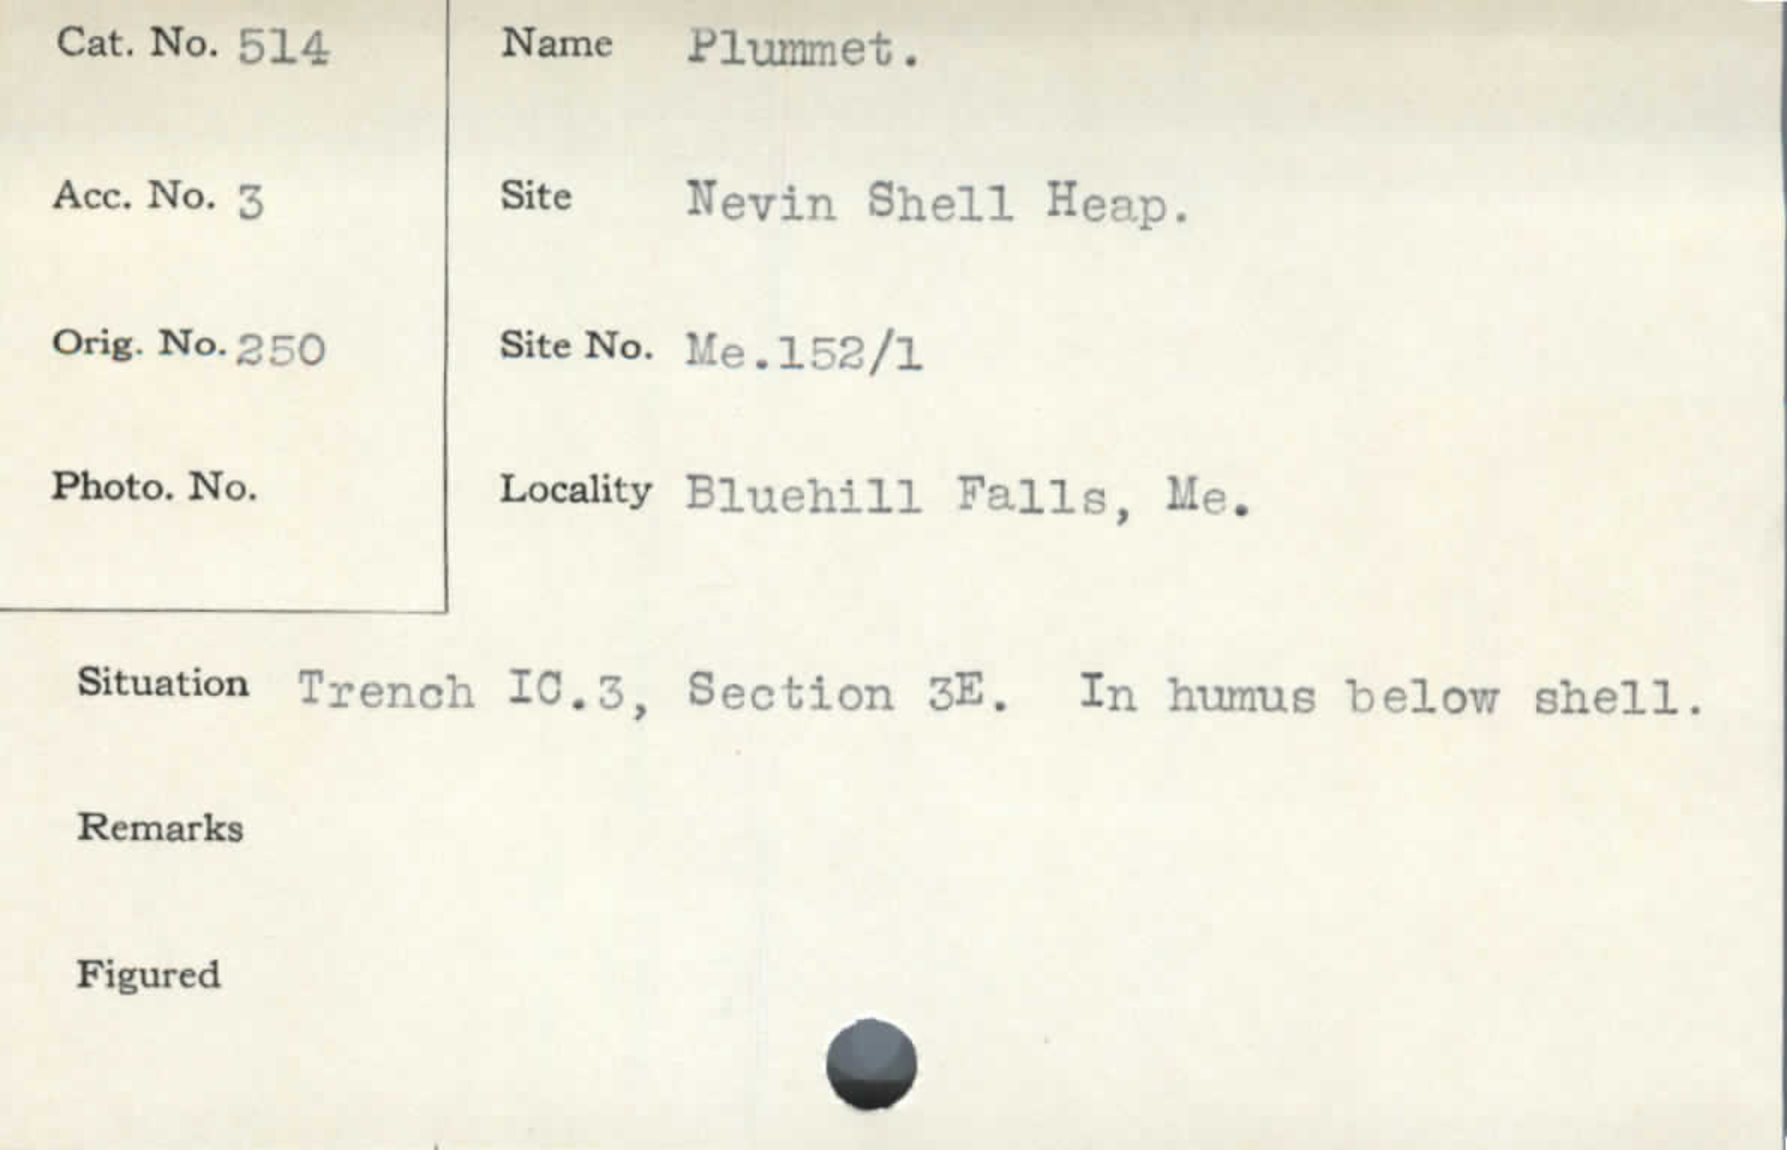 Cat. No. 514
Acc. No. 3
Orig. No. 250
Photo. No.
Name Plummet.
Site Nevin Shell Heap.
Site No. Me.152/1
Locality Bluehill Falls, Me.
Situation Trench IC.3, Section 3E. In humus below shell.
Remarks
Figured